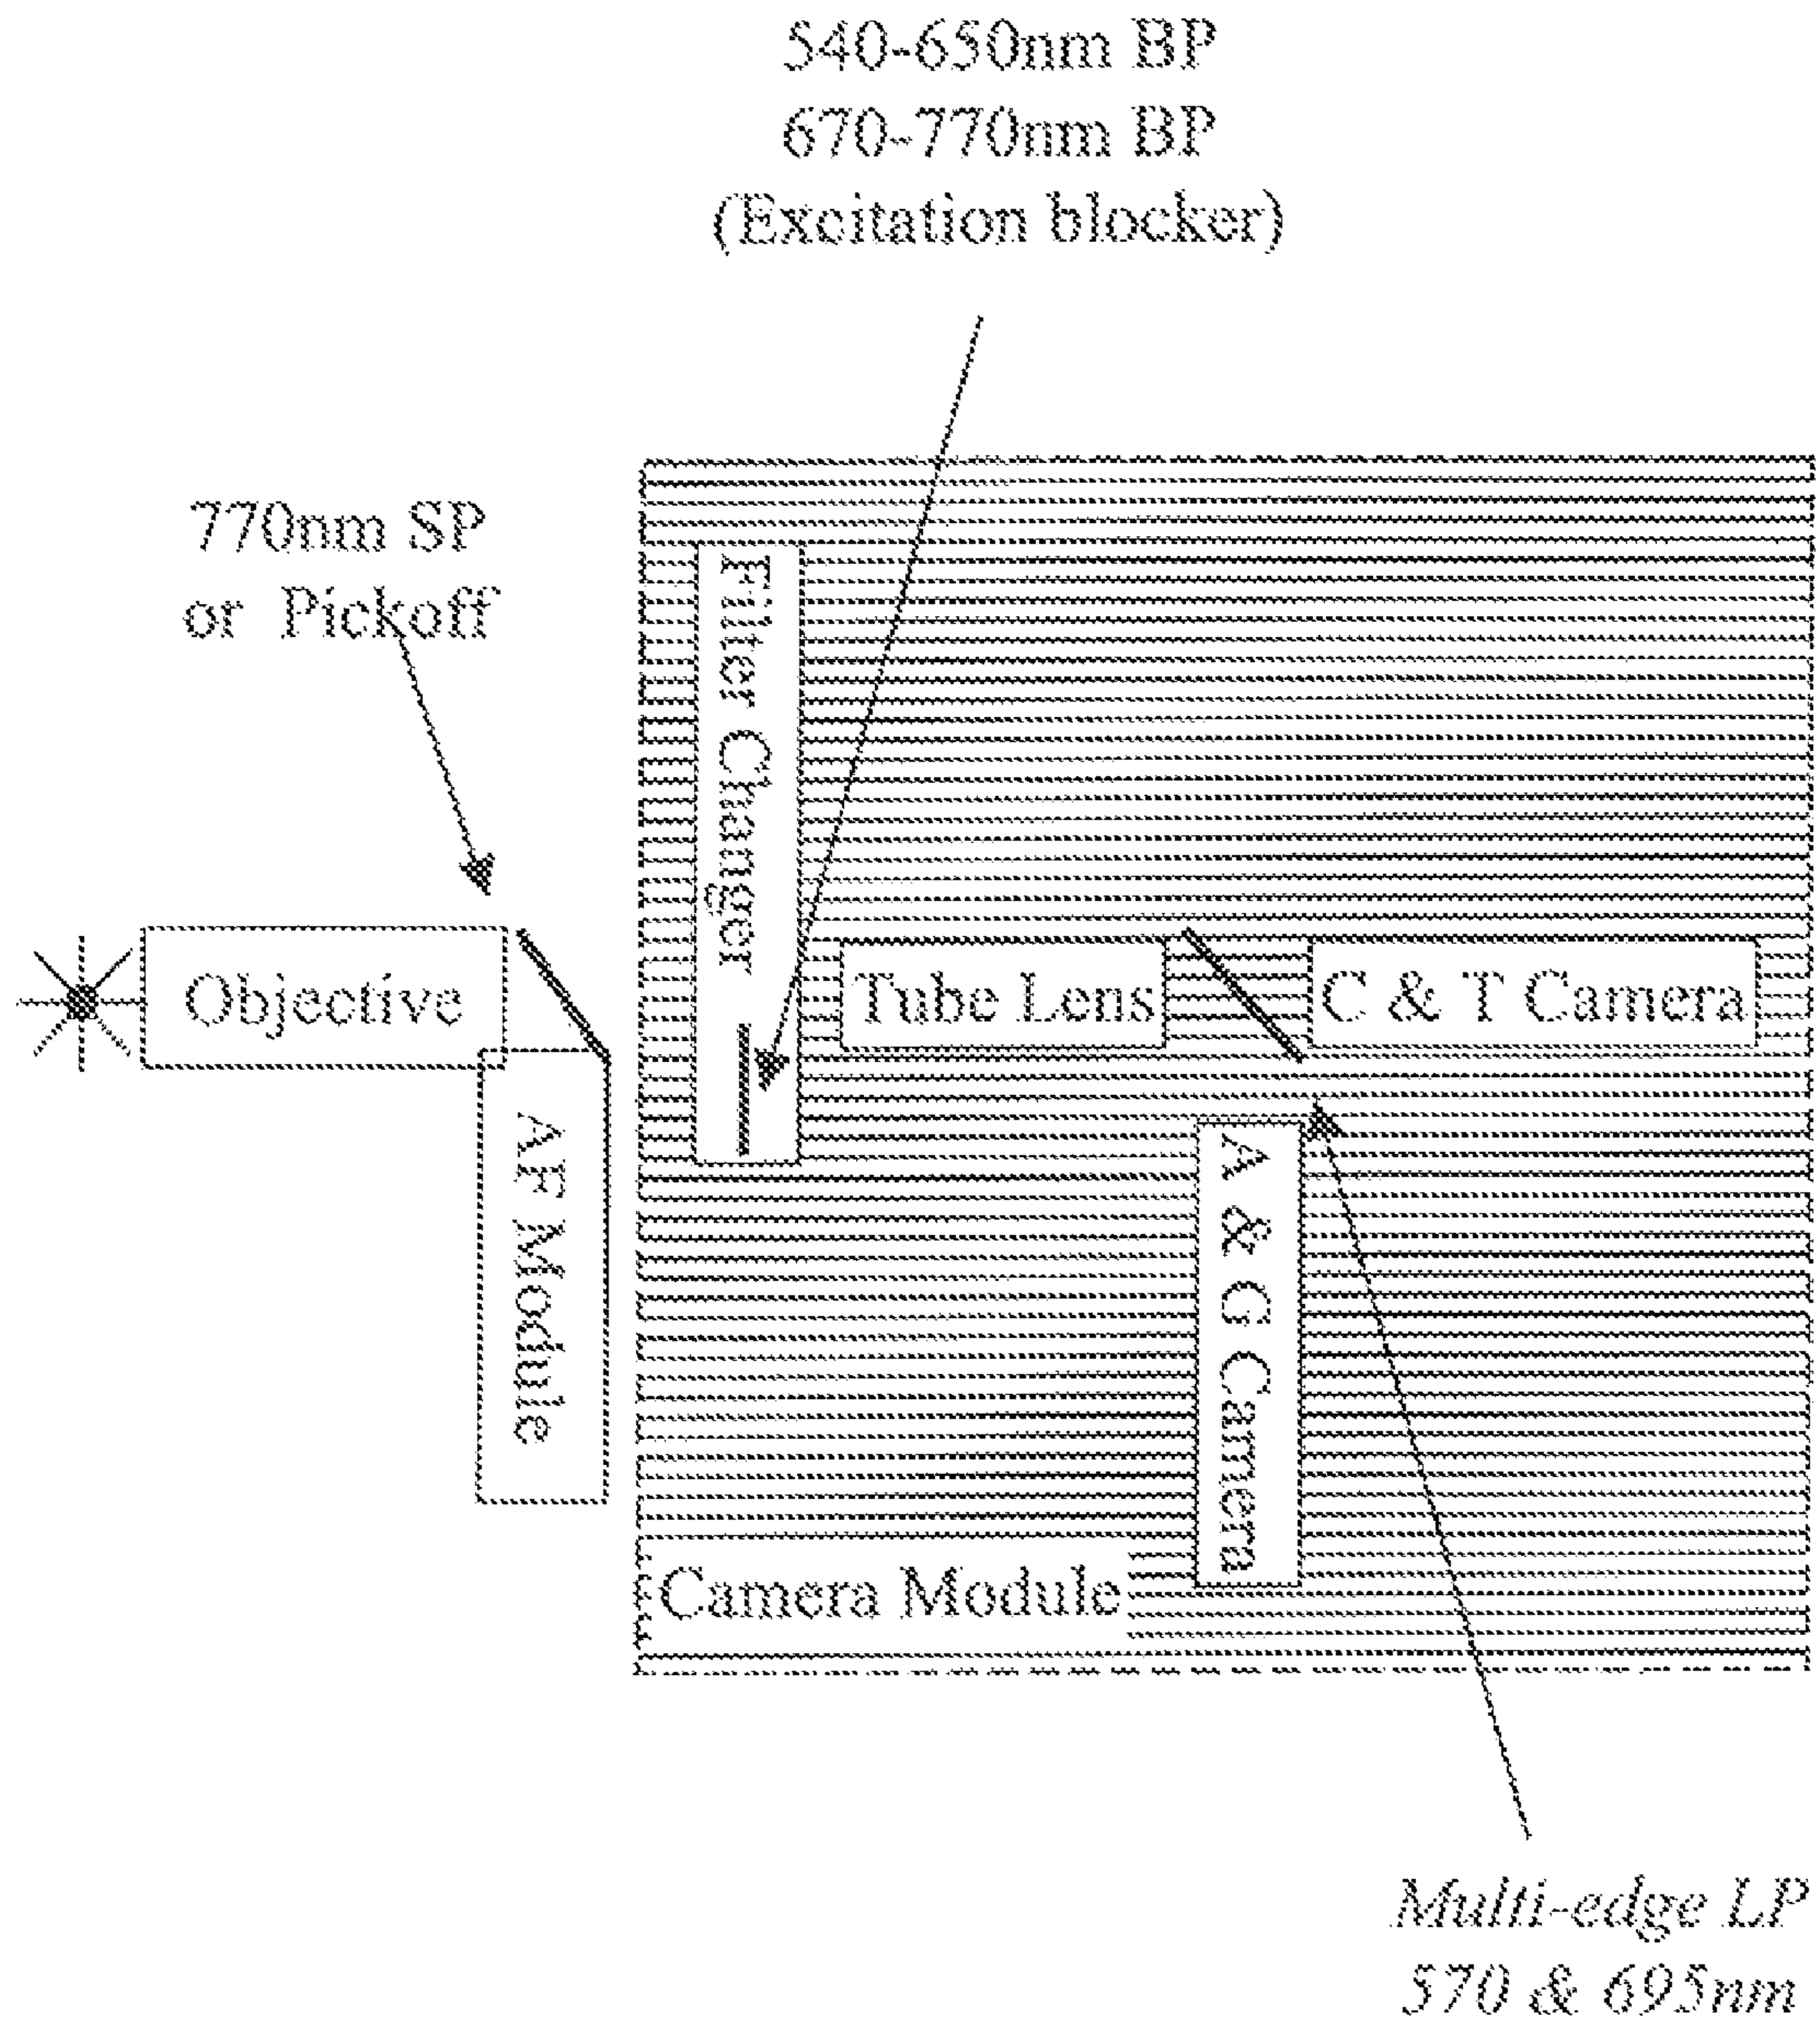 540-650nm BP
670-770nm BP
(Excitation blocker)
770nm SP
or Pickoff
Filter Changer
Objective
Tube Lens
C & T Camera
AF Module
A & G Camera
Camera Module
Multi-edge LP
570 & 695nm